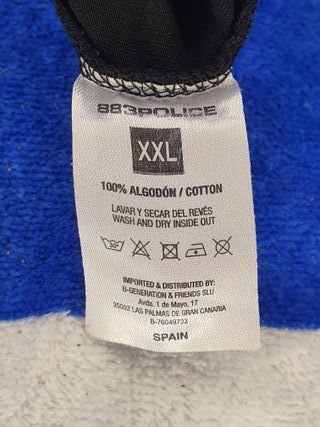 883POLICE
XXL
100% ALGODÓN / COTTON
LAVAR Y SECAR DEL REVÉS
WASH AND DRY INSIDE OUT
30°
IMPORTED & DISTRIBUTED BY:
B-GENERATION & FRIENDS SLU
Avda. 1 de Mayo, 17
35002 LAS PALMAS DE GRAN CANARIA
B-76049733
SPAIN